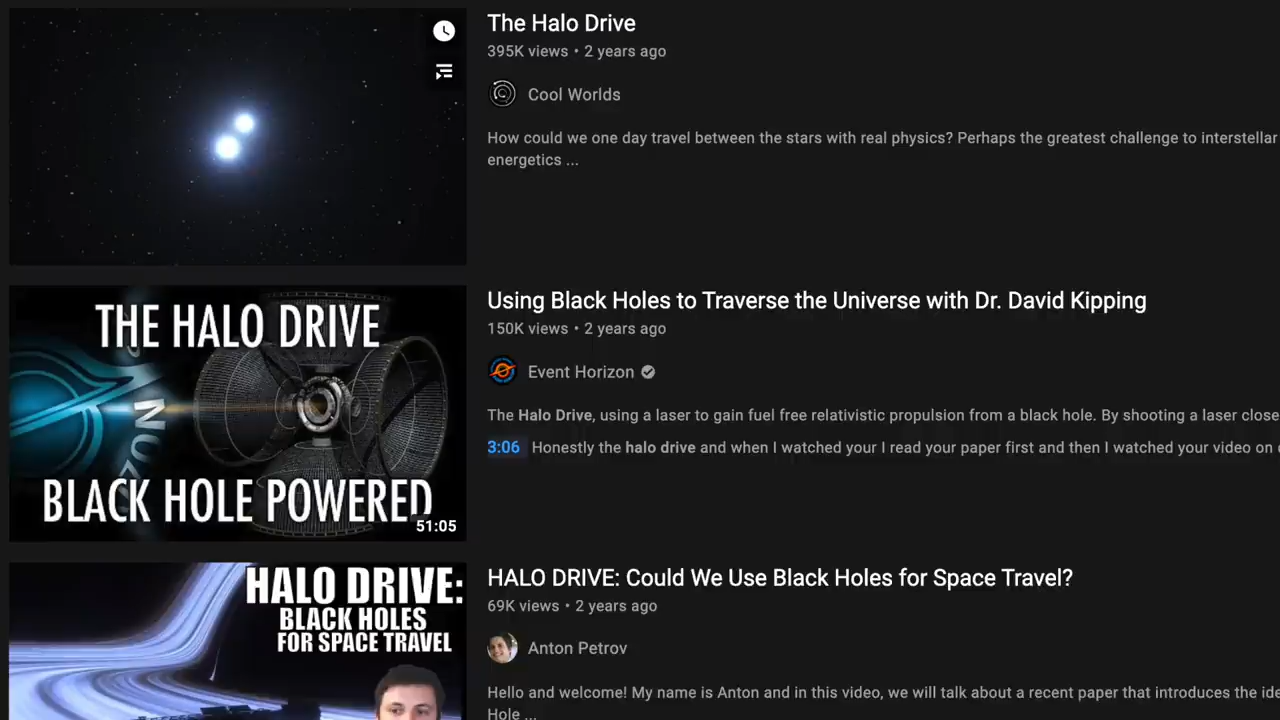 The Halo Drive
395K views • 2 years ago
Cool Worlds
How could we one day travel between the stars with real physics? Perhaps the greatest challenge to interstellar
energetics ...
THE HALO DRIVE
BLACK HOLE POWERED
51:05
Using Black Holes to Traverse the Universe with Dr. David Kipping
150K views • 2 years ago
Event Horizon
The Halo Drive, using a laser to gain fuel free relativistic propulsion from a black hole. By shooting a laser close
3:06 Honestly the halo drive and when I watched your I read your paper first and then I watched your video on
HALO DRIVE:
BLACK HOLES
FOR SPACE TRAVEL
HALO DRIVE: Could We Use Black Holes for Space Travel?
69K views • 2 years ago
Anton Petrov
Hello and welcome! My name is Anton and in this video, we will talk about a recent paper that introduces the
Hole ...